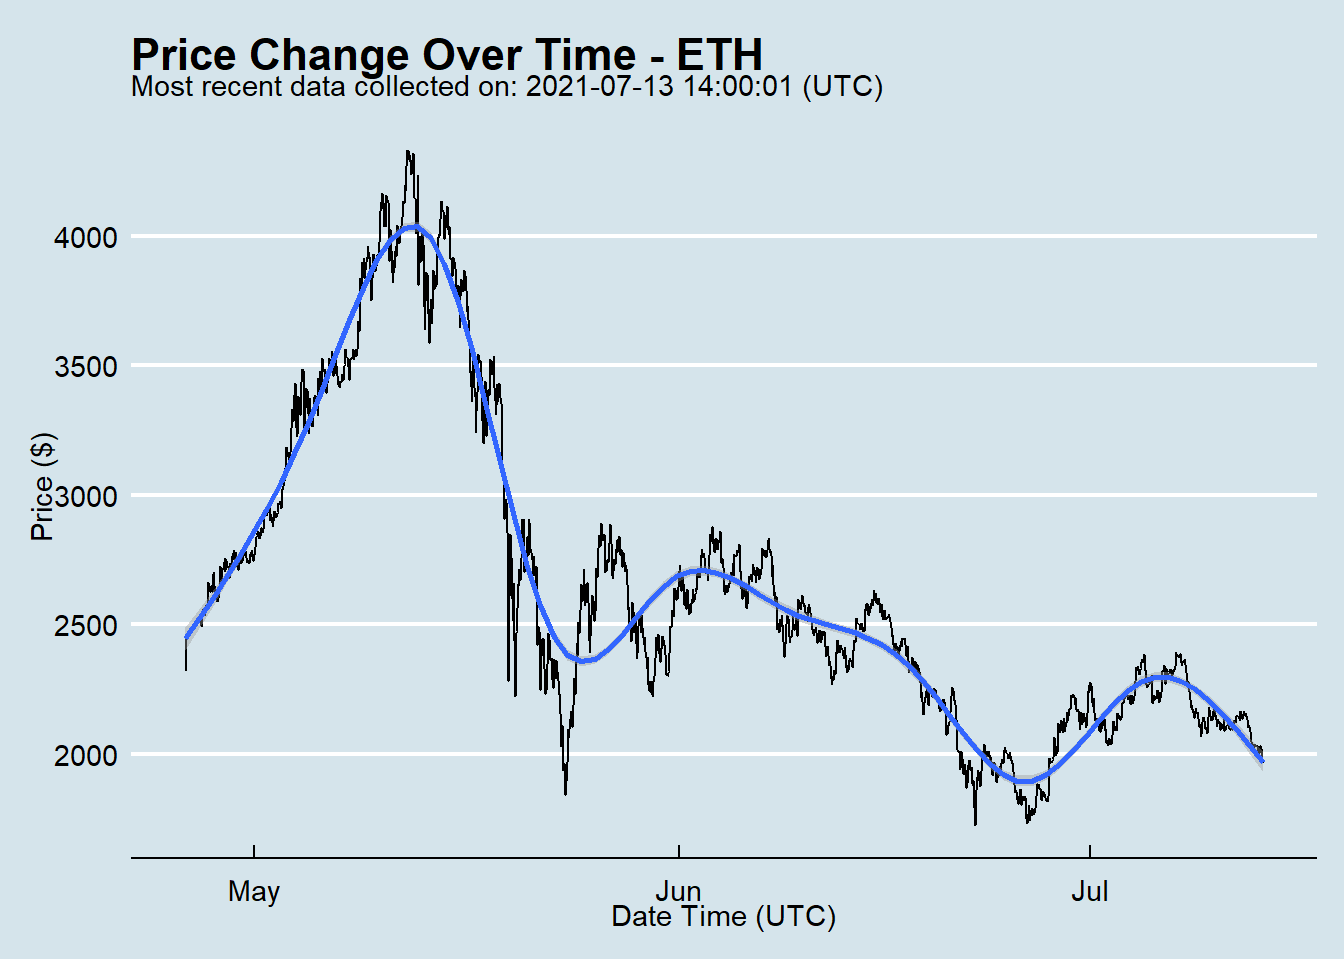 Price Change Over Time - ETH
Most recent data collected on: 2021-07-13 14:00:01 (UTC)
Price ($)
4000
3500
3000
2500
2000
May
Jun
Jul
Date Time (UTC)